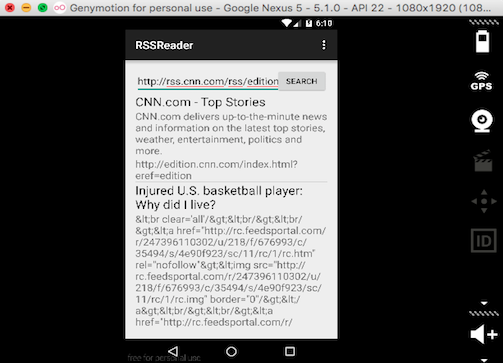 Genymotion for personal use - Google Nexus 5 - 5.1.0 - API 22 - 1080x1920 (108...
6:10
RSSReader
GPS
http://rss.cnn.com/rss/edition
SEARCH
CNN.com - Top Stories
CNN.com delivers up-to-the-minute news
and information on the latest top stories,
weather, entertainment, politics and
more.
http://edition.cnn.com/index.html?
eref=edition
Injured U.S. basketball player:
Why did I live?
&lt;br clear='all'/&gt;&lt;br/&gt;&lt;br/
&gt;&lt;a href="http://rc.feedsportal.com/
r/247396110302/u/218/f/676993/c/
35494/s/4e90f923/sc/11/rc/1/rc.htm"
rel="nofollow"&gt;&lt;img src="http://
rc.feedsportal.com/r/247396110302/u/
218/f/676993/c/35494/s/4e90f923/sc/
11/rc/1/rc.img" border="0"/&gt;&lt;/
a&gt;&lt;br/&gt;&lt;br/&gt;&lt;a
href="http://rc.feedsportal.com/r/
ID
free for personal use